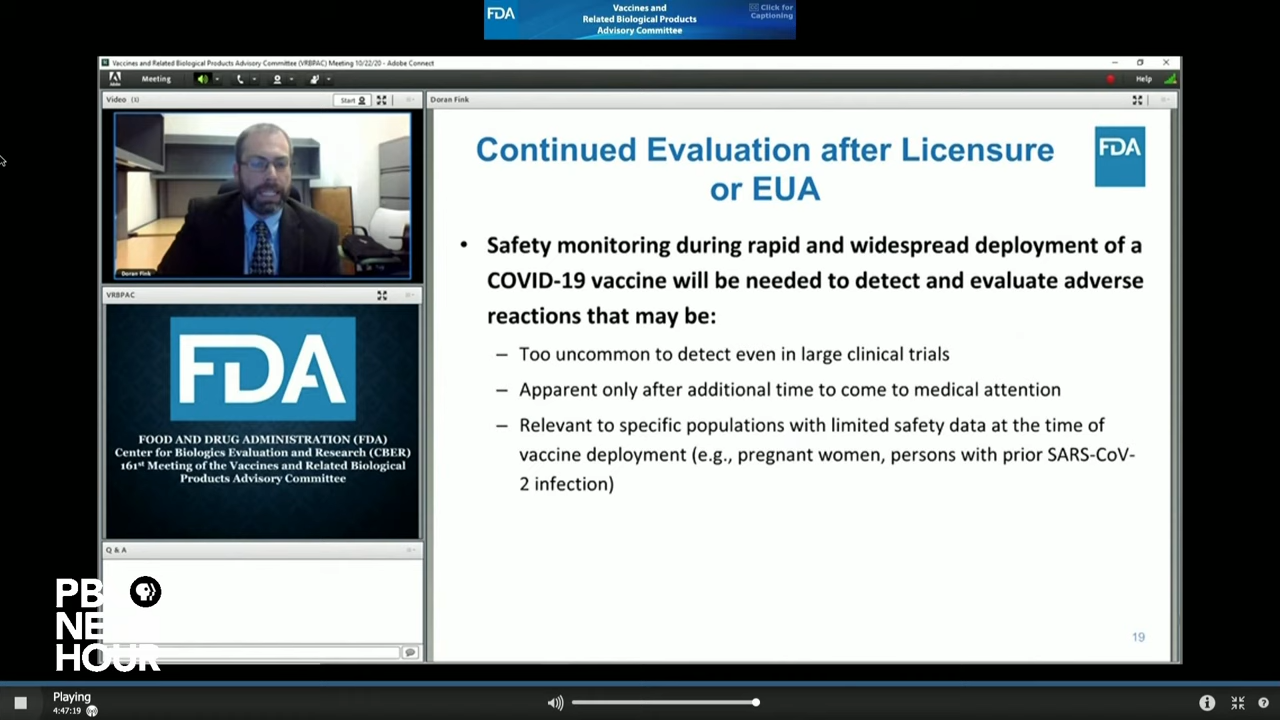 FDA
Vaccines and
Related Biological Products
Advisory Committee
CC Click for
Captioning
Vaccines and Related Biological Products Advisory Committee (VRBPAC) Meeting 10/22/20 - Adobe Connect
Meeting
Help
Video (1)
Start
Doran Fink
Doran Fink
VRBPAC
FDA
FOOD AND DRUG ADMINISTRATION (FDA)
Center for Biologics Evaluation and Research (CBER)
161st Meeting of the Vaccines and Related Biological
Products Advisory Committee
Q & A
Continued Evaluation after Licensure
or EUA
FDA
• Safety monitoring during rapid and widespread deployment of a
COVID-19 vaccine will be needed to detect and evaluate adverse
reactions that may be:
– Too uncommon to detect even in large clinical trials
– Apparent only after additional time to come to medical attention
– Relevant to specific populations with limited safety data at the time of
vaccine deployment (e.g., pregnant women, persons with prior SARS-CoV-
2 infection)
19
PBS
NEWS
HOUR
Playing
4:47:19